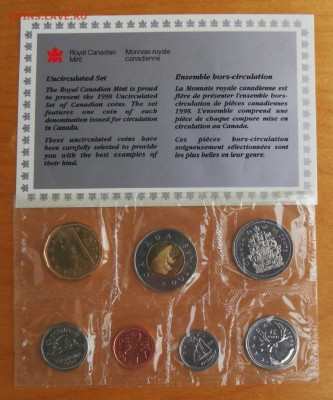 Royal Canadian
Mint
Monnaie royale
canadienne
Uncirculated Set
The Royal Canadian Mint is proud
to present the 1998 Uncirculated
Set of Canadian coins. The set
features one coin of each
denomination issued for circulation
in Canada.
These uncirculated coins have
been carefully selected to provide
you with the best examples of
their kind.
Ensemble hors-circulation
La Monnaie royale canadienne est
fière de présenter l'ensemble hors-
circulation de pièces canadiennes
1998. L'ensemble comprend une
pièce de chaque coupure mise en
circulation au Canada.
Ces pièces hors-circulation
soigneusement sélectionnées sont
les plus belles en leur genre.
CANADA